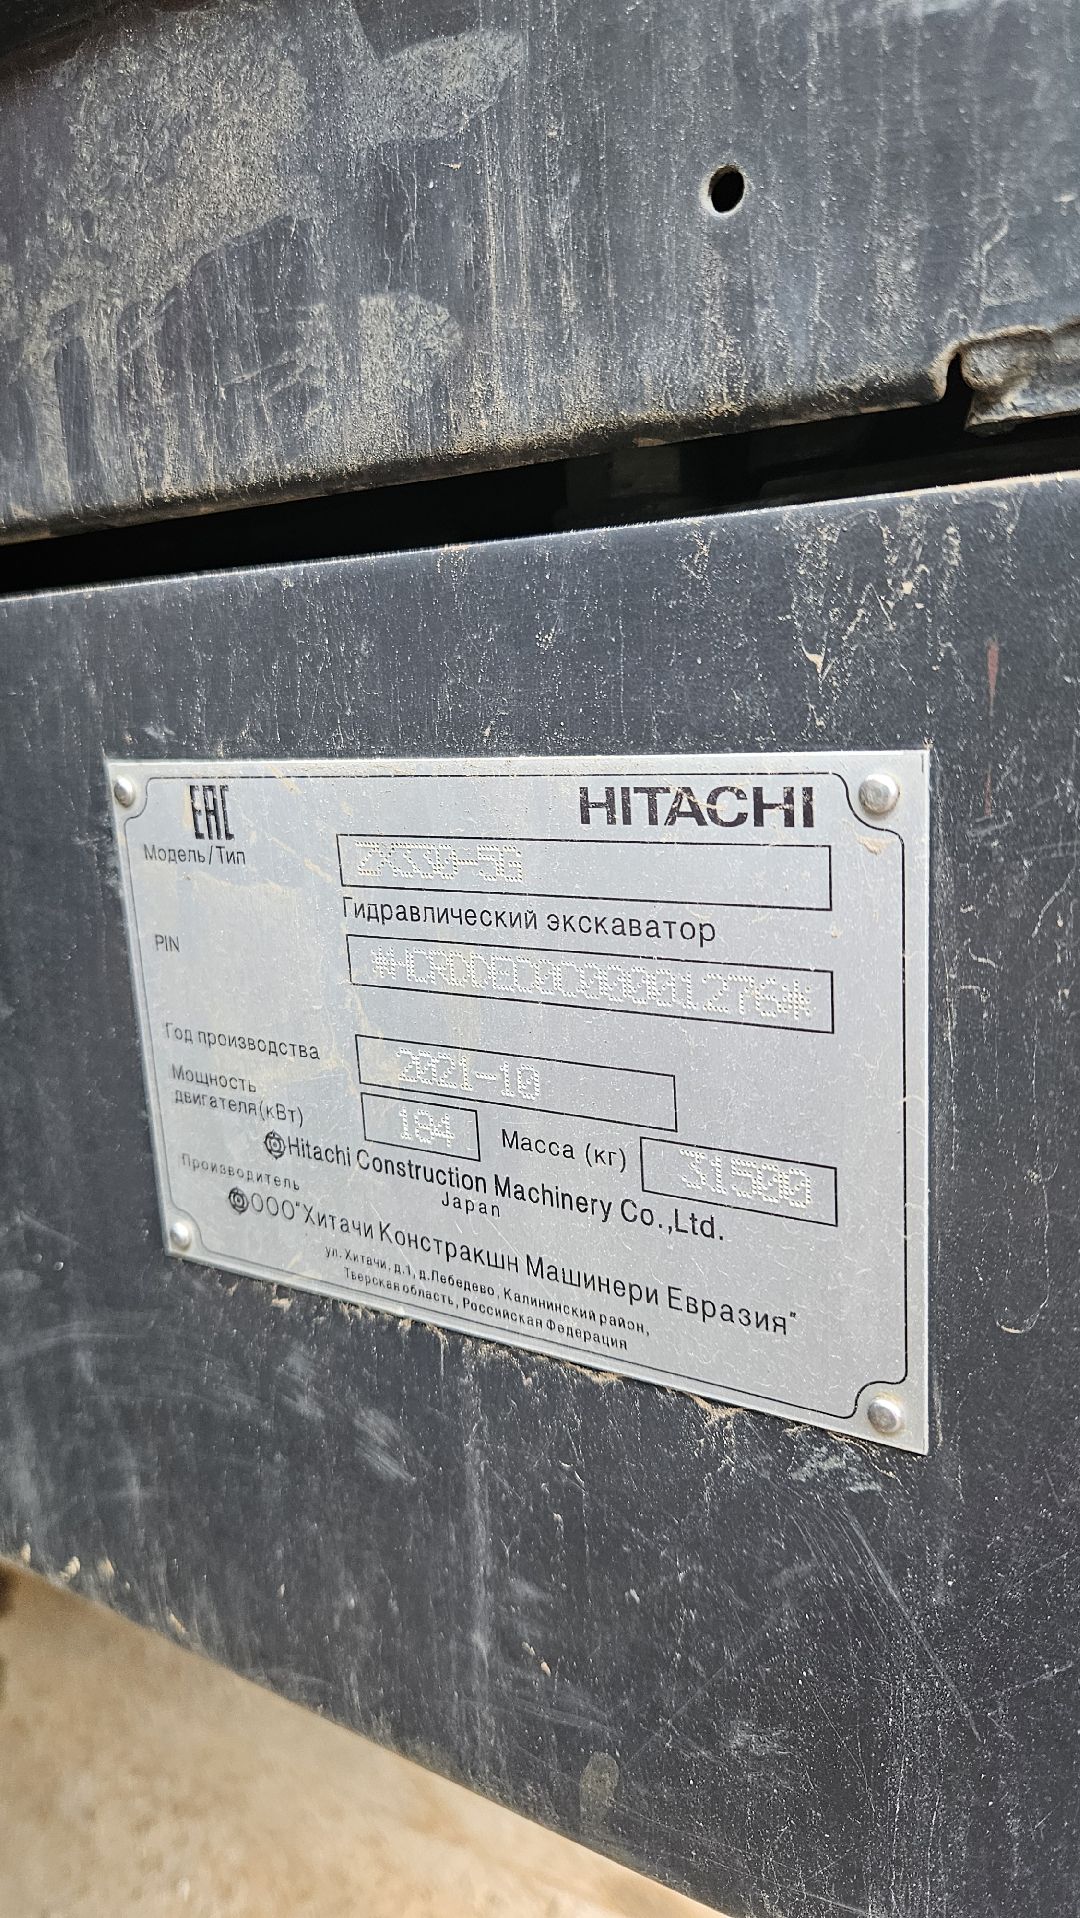 EAC
HITACHI
Модель/Тип
ZX330-5G
Гидравлический экскаватор
PIN
*HCRDDEC0C00001276*
Год производства
2021-10
Мощность
двигателя(кВт)
184
Масса (кг)
31500
Hitachi Construction Machinery Co.,Ltd.
Japan
Производитель
ООО"Хитачи Констракшн Машинери Евразия"
ул. Хитачи, д.1, д.Лебедево, Калининский район,
Тверская область, Российская Федерация